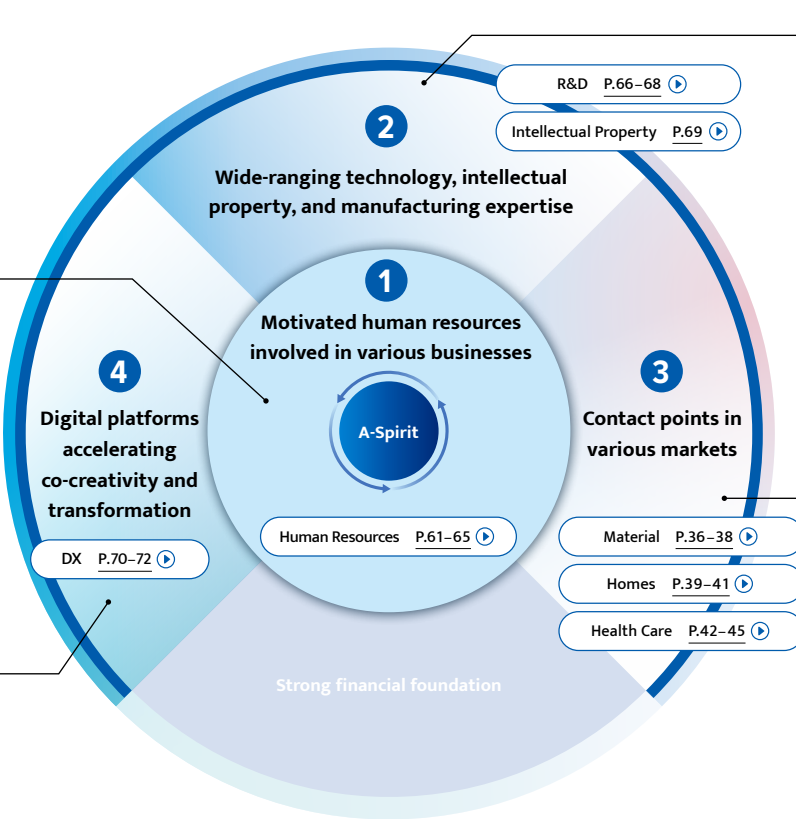 R&D P.66–68
Intellectual Property P.69
2
Wide-ranging technology, intellectual
property, and manufacturing expertise
1
Motivated human resources
involved in various businesses
A-Spirit
Human Resources P.61–65
4
Digital platforms
accelerating
co-creativity and
transformation
DX P.70–72
3
Contact points in
various markets
Material P.36–38
Homes P.39–41
Health Care P.42–45
Strong financial foundation